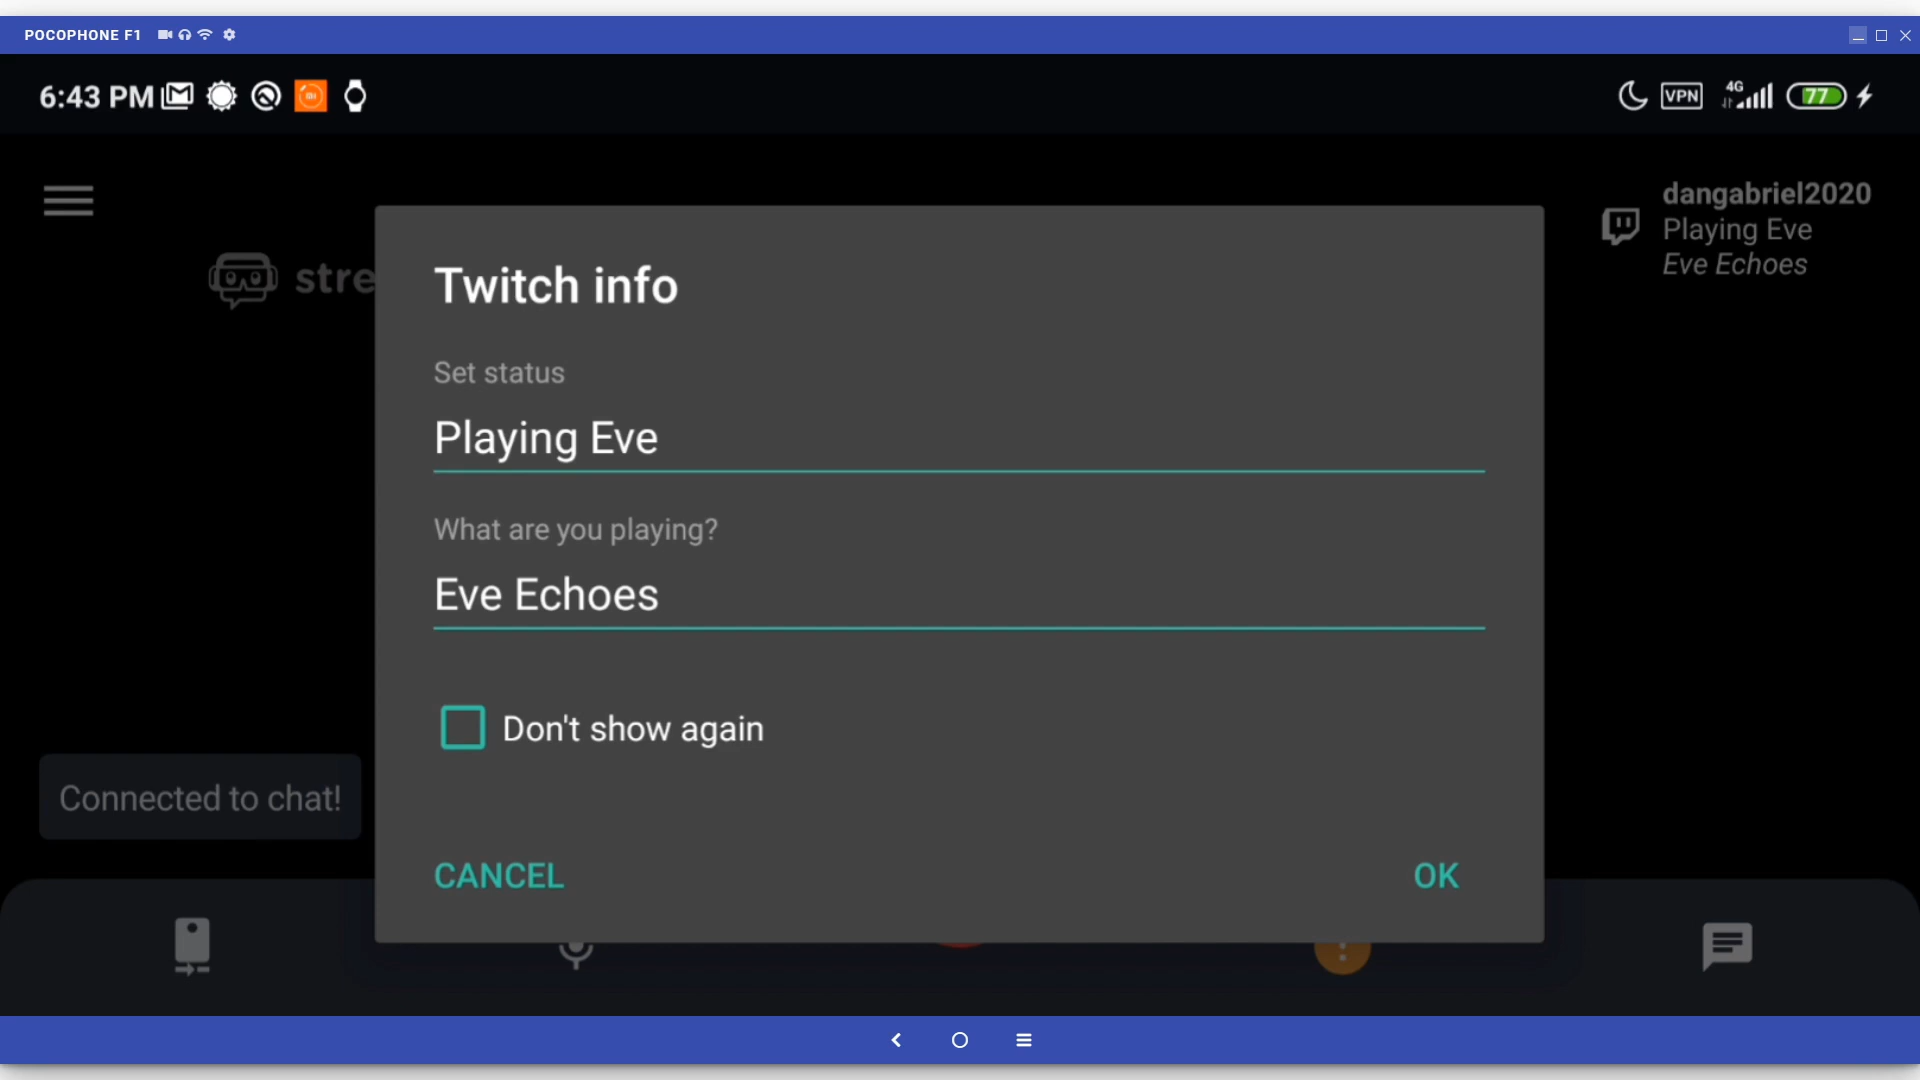 POCOPHONE F1
6:43 PM
VPN
4G
77
dangabriel2020
Playing Eve
Eve Echoes
stre
Twitch info
Set status
Playing Eve
What are you playing?
Eve Echoes
Don't show again
Connected to chat!
CANCEL
OK